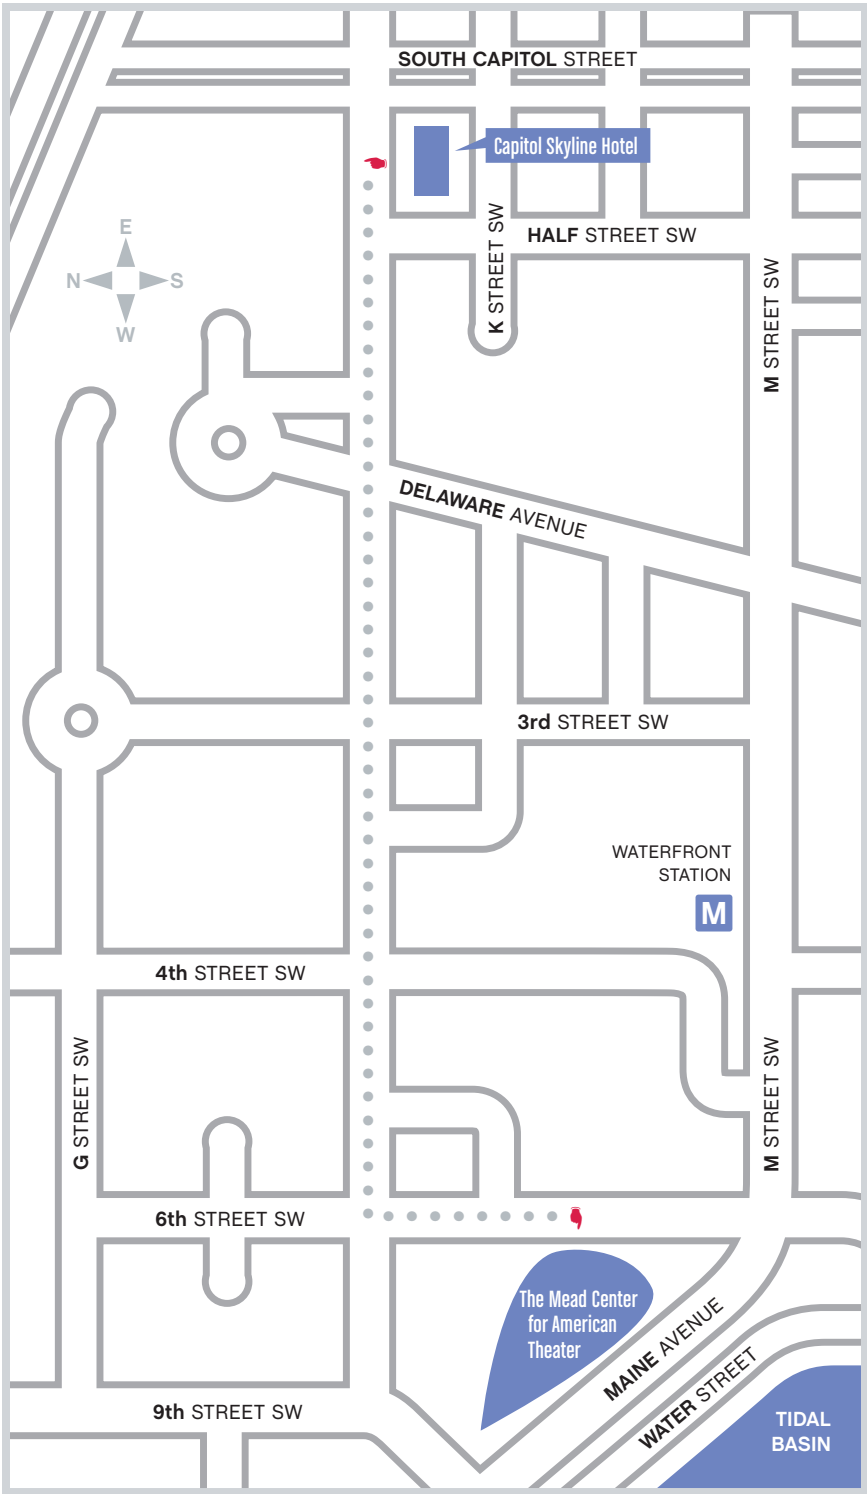 SOUTH CAPITOL STREET
Capitol Skyline Hotel
K STREET SW
HALF STREET SW
E
N S
W
M STREET SW
DELAWARE AVENUE
3rd STREET SW
WATERFRONT
STATION
M
4th STREET SW
G STREET SW
M STREET SW
6th STREET SW
The Mead Center
for American
Theater
MAINE AVENUE
WATER STREET
9th STREET SW
TIDAL
BASIN